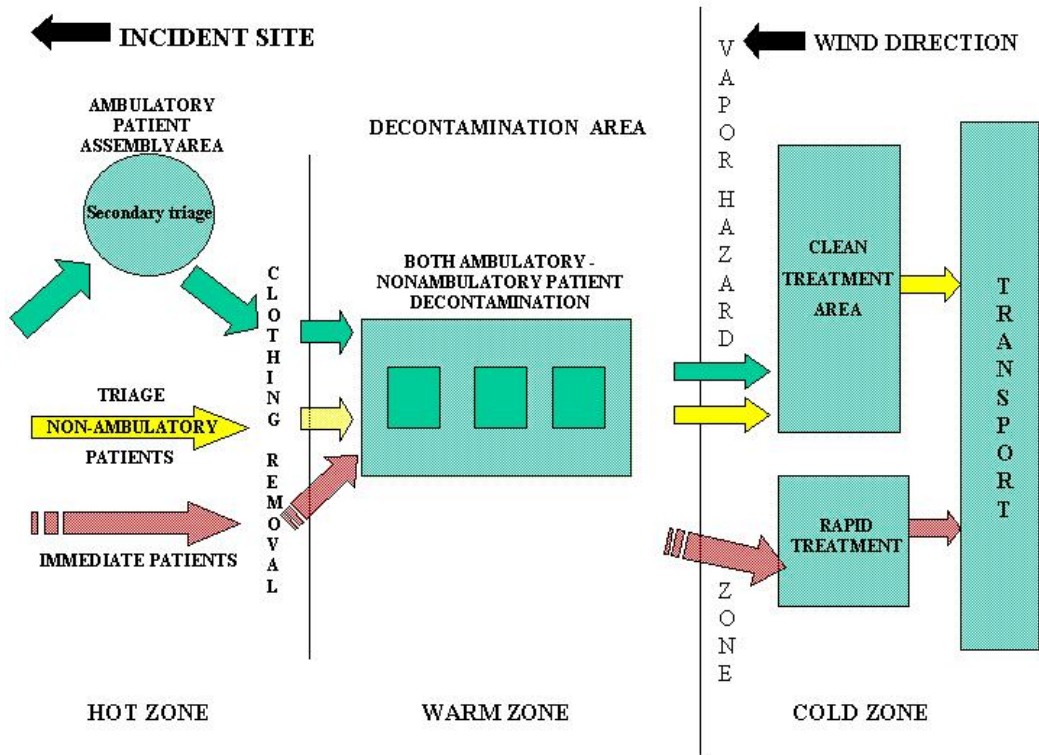 INCIDENT SITE
WIND DIRECTION
AMBULATORY
PATIENT
ASSEMBLYAREA
Secondary triage
DECONTAMINATION AREA
CLOTHING REMOVAL
BOTH AMBULATORY -
NONAMBULATORY PATIENT
DECONTAMINATION
VAPOR HAZARD ZONE
CLEAN
TREATMENT
AREA
TRANSPORT
TRIAGE
NON-AMBULATORY
PATIENTS
IMMEDIATE PATIENTS
RAPID
TREATMENT
HOT ZONE
WARM ZONE
COLD ZONE